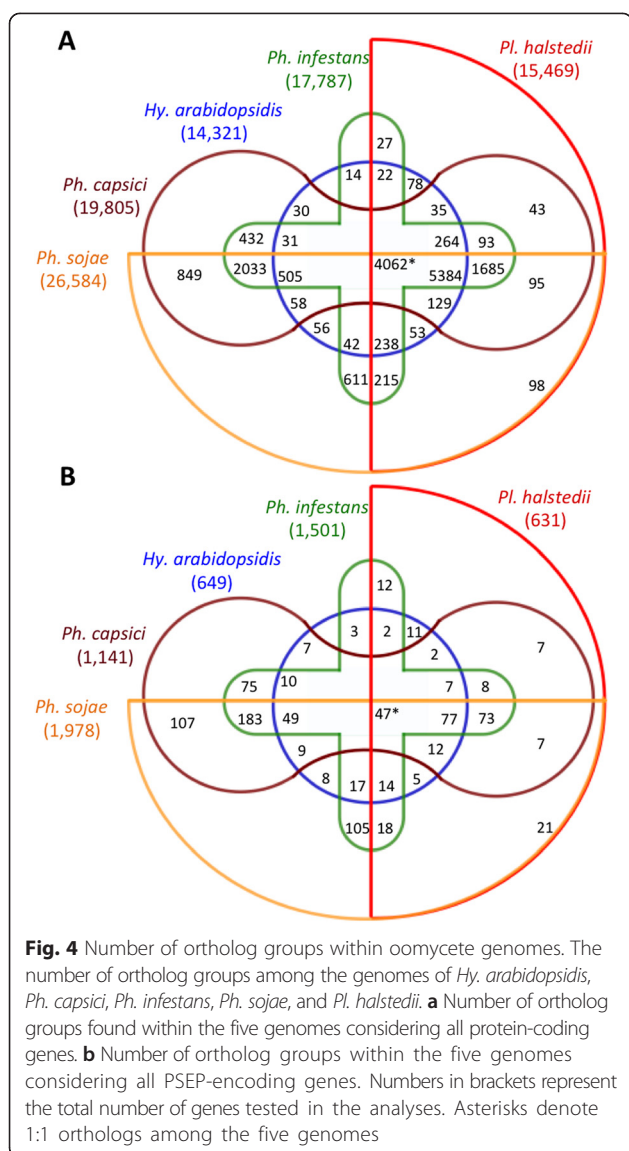 A
Ph. infestans
(17,787)
Pl. halstedii
(15,469)
Hy. arabidopsidis
(14,321)
Ph. capsici
(19,805)
Ph. sojae
(26,584)
27
14 22 78
30 35 43
432 31 264 93
2033 505 4062* 5384 1685
849 95
58 129
56 53
42 238
611 215
98
B
Ph. infestans
(1,501)
Pl. halstedii
(631)
Hy. arabidopsidis
(649)
Ph. capsici
(1,141)
Ph. sojae
(1,978)
12
3 2 11
7 2 7
75 10 7 8
107 183 49 47* 77 73
7
9 12
8 5
17 14
105 18
21
Fig. 4 Number of ortholog groups within oomycete genomes. The
number of ortholog groups among the genomes of Hy. arabidopsidis,
Ph. capsici, Ph. infestans, Ph. sojae, and Pl. halstedii. a Number of ortholog
groups found within the five genomes considering all protein-coding
genes. b Number of ortholog groups within the five genomes
considering all PSEP-encoding genes. Numbers in brackets represent
the total number of genes tested in the analyses. Asterisks denote
1:1 orthologs among the five genomes